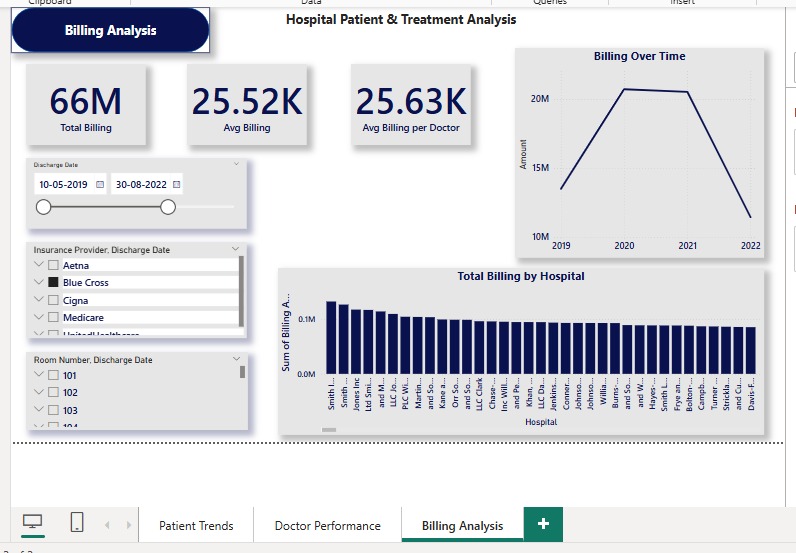 Clipboard
Data
Queries
Insert
Billing Analysis
Hospital Patient & Treatment Analysis
66M
Total Billing
25.52K
Avg Billing
25.63K
Avg Billing per Doctor
Billing Over Time
Amount
20M
15M
10M
2019 2020 2021 2022
Discharge Date
10-05-2019 30-08-2022
Insurance Provider, Discharge Date
Aetna
Blue Cross
Cigna
Medicare
UnitedHealthcare
Room Number, Discharge Date
101
102
103
104
Total Billing by Hospital
Sum of Billing A...
0.1M
0.0M
Smith I...
Smith ...
Jones Inc
Ltd Smi...
and M...
LLC Jo...
PLC Wi...
Martin...
and So...
Kane a...
Orr So...
and So...
LLC Clark
Chase-...
Inc Will...
and Pe...
Khan, ...
LLC Da...
Jenkins...
Conner...
Johnso...
Johnso...
Willia...
Burns-...
and So...
and W...
Hayes-...
Smith L...
Frye an...
Bolton-...
Campb...
Turner ...
Strickla...
and Cu...
Davis-F...
Hospital
Patient Trends
Doctor Performance
Billing Analysis
+